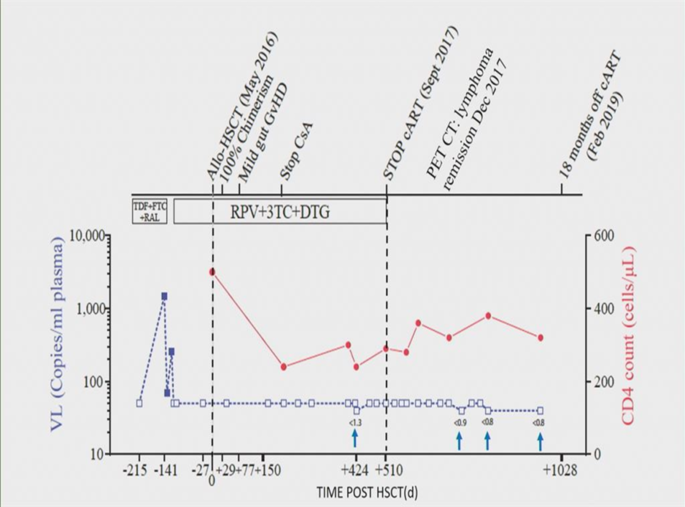 Allo-HSCT (May 2016)
100% Chimerism
Mild gut GvHD
Stop CsA
STOP cART (Sept 2017)
PET CT: lymphoma
remission Dec 2017
18 months off cART
(Feb 2019)
TDF+FTC
+RAL
RPV+3TC+DTG
VL (Copies/ml plasma)
10,000
1,000
100
10
600
400
200
0
CD4 count (cells/μL)
<1.3
<0.9
<0.8
<0.8
-215 -141 -27 0 +29 +77 +150 +424 +510 +1028
TIME POST HSCT(d)